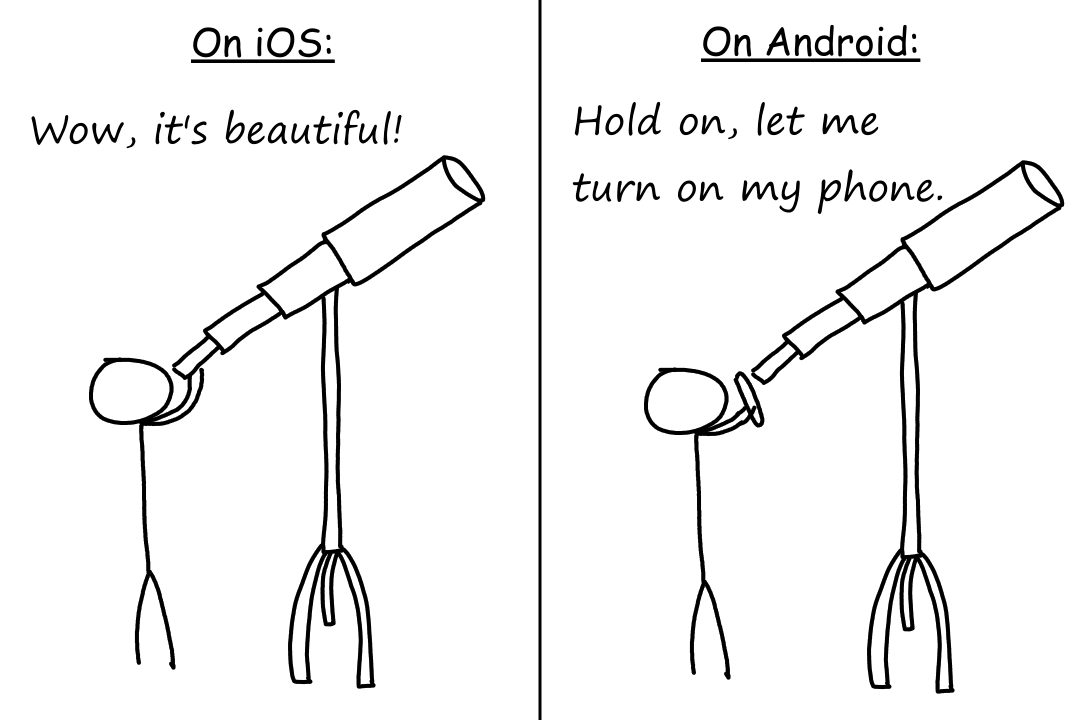 On iOS:
Wow, it's beautiful!
On Android:
Hold on, let me
turn on my phone.